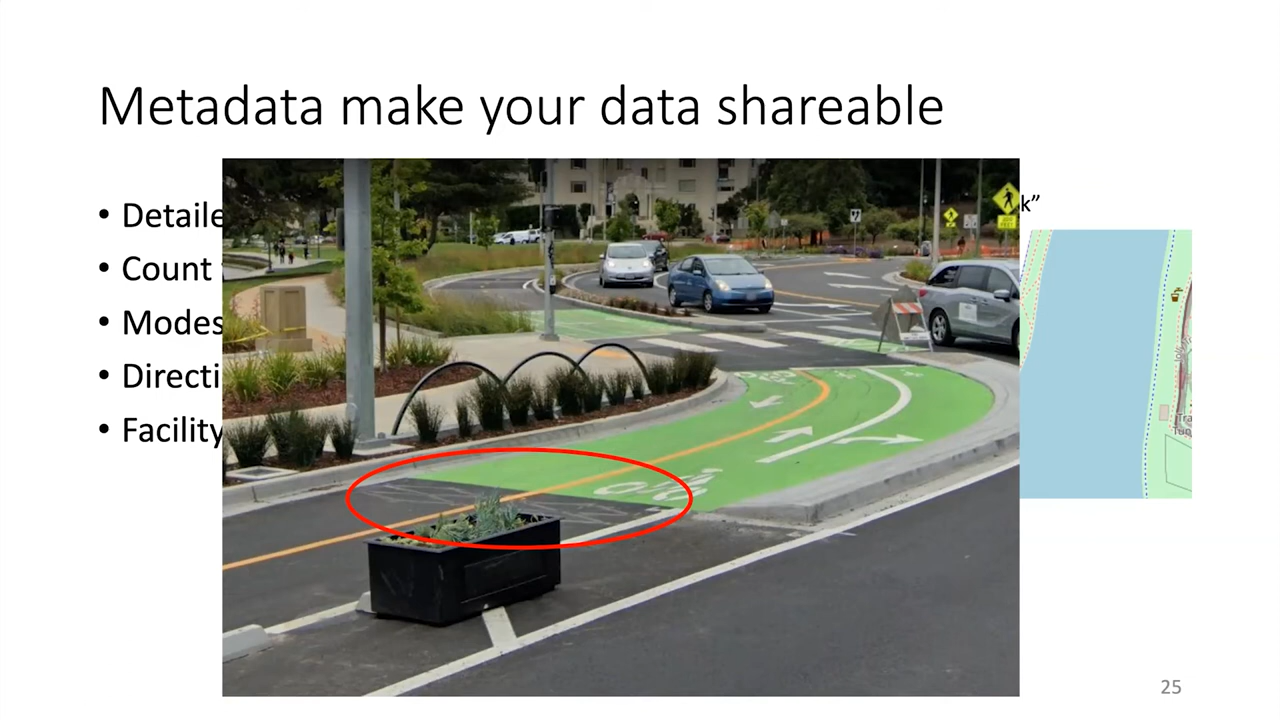 Metadata make your data shareable
• Detaile
k”
• Count
• Modes
• Directi
• Facility
25